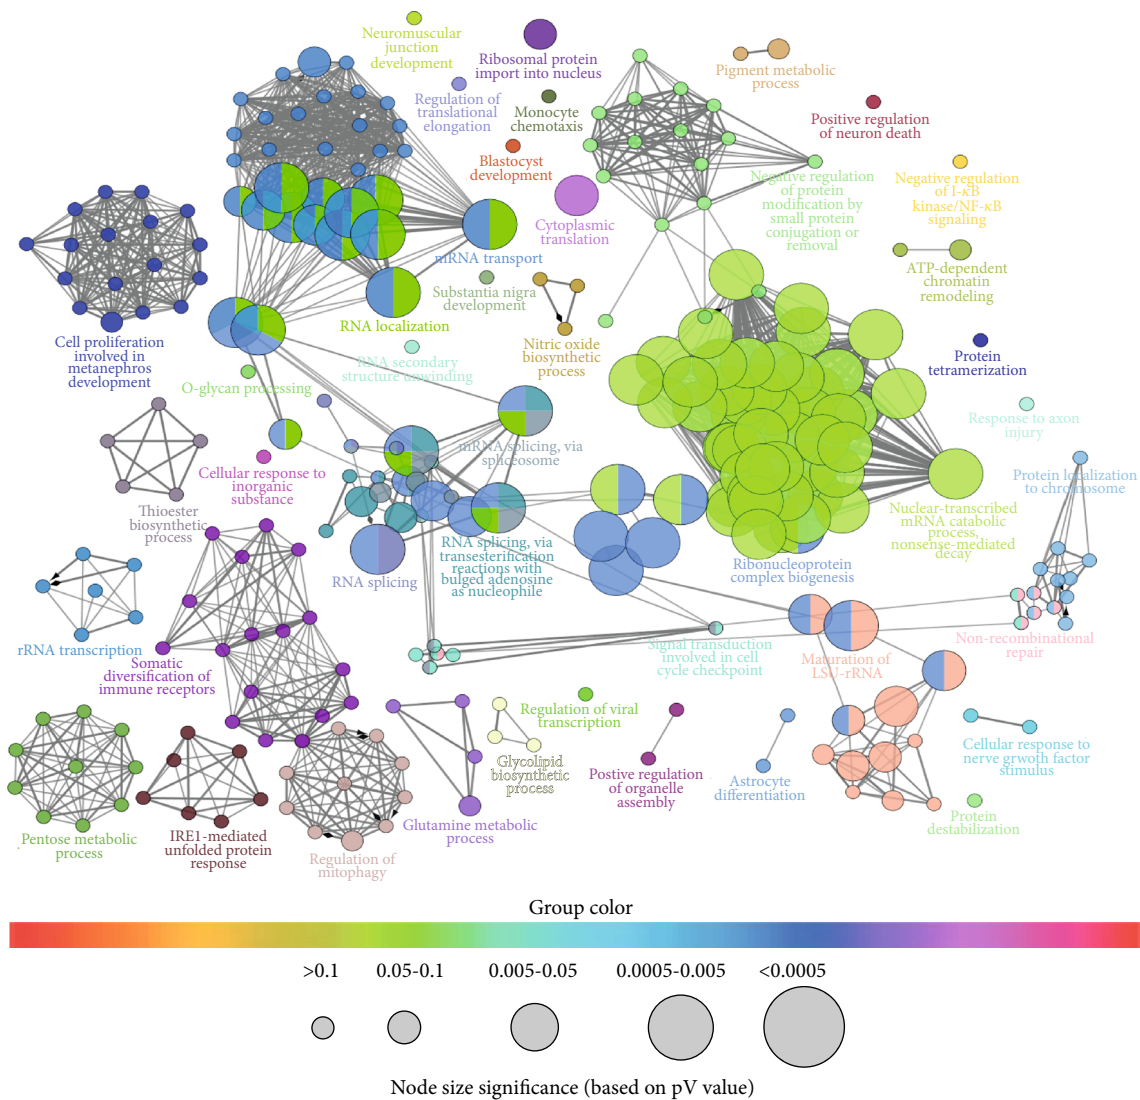 Neuromuscular
junction
development
Ribosomal protein
import into nucleus
Pigment metabolic
process
Regulation of
translational
elongation
Monocyte
chemotaxis
Positive regulation
of neuron death
Blastocyst
development
Negative regulation
of protein
modification by
small protein
conjugation or
removal
Negative regulation
of I-κB
kinase/NF-κB
signaling
Cytoplasmic
translation
mRNA transport
ATP-dependent
chromatin
remodeling
Substantia nigra
development
RNA localization
Cell proliferation
involved in
metanephros
development
Nitric oxide
biosynthetic
process
Protein
tetramerization
RNA secondary
structure unwinding
O-glycan processing
Response to axon
injury
mRNA splicing, via
spliceosome
Cellular response to
inorganic
substance
Protein localization
to chromosome
Thioester
biosynthetic
process
Nuclear-transcribed
mRNA catabolic
process,
nonsense-mediated
decay
RNA splicing, via
transesterification
reactions with
bulged adenosine
as nucleophile
RNA splicing
Ribonucleoprotein
complex biogenesis
rRNA transcription
Somatic
diversification of
immune receptors
Signal transduction
involved in cell
cycle checkpoint
Maturation of
LSU-rRNA
Non-recombinational
repair
Regulation of viral
transcription
Glycolipid
biosynthetic
process
Postive regulation
of organelle
assembly
Astrocyte
differentiation
Cellular response to
nerve grwoth factor
stimulus
Protein
destabilization
Pentose metabolic
process
IRE1-mediated
unfolded protein
response
Regulation of
mitophagy
Glutamine metabolic
process
Group color
>0.1 0.05-0.1 0.005-0.05 0.0005-0.005 <0.0005
Node size significance (based on pV value)